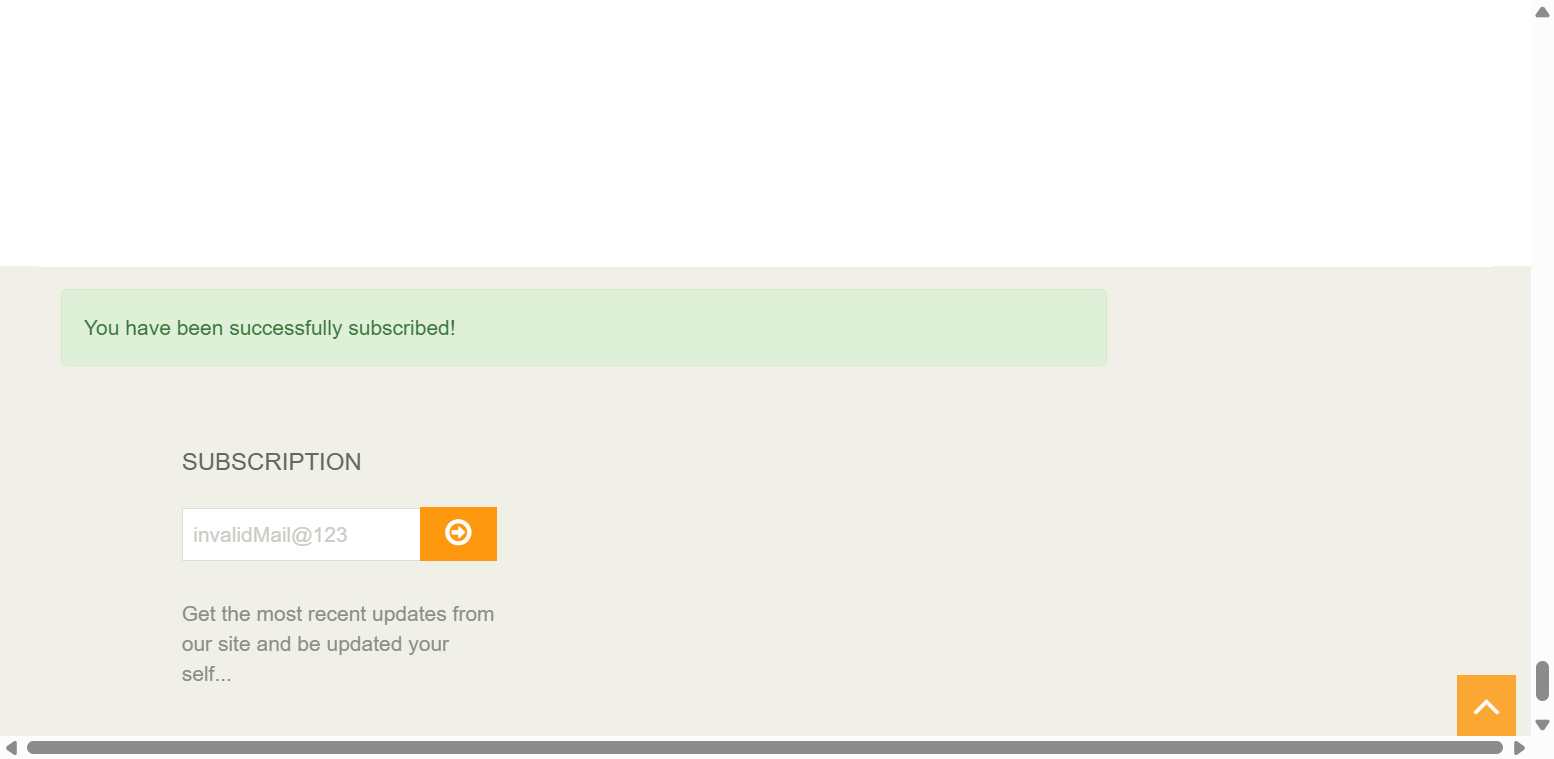 You have been successfully subscribed!
SUBSCRIPTION
invalidMail@123
Get the most recent updates from
our site and be updated your
self...